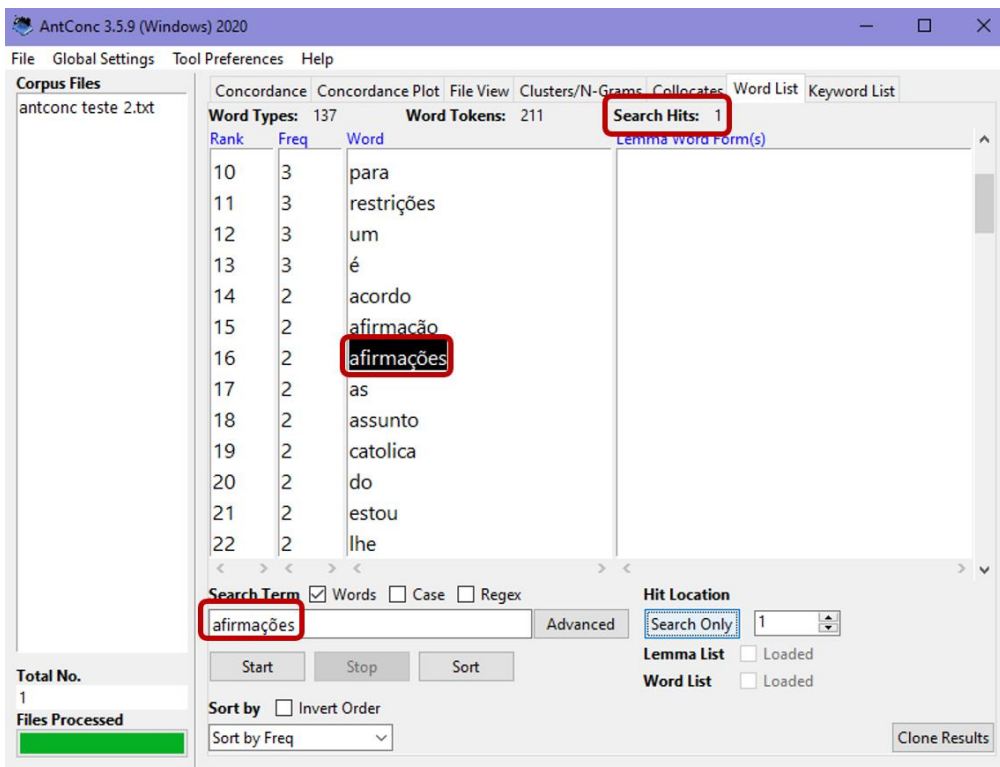 AntConc 3.5.9 (Windows) 2020
File Global Settings Tool Preferences Help
Corpus Files
antconc teste 2.txt
Concordance Concordance Plot File View Clusters/N-Grams Collocates Word List Keyword List
Word Types: 137 Word Tokens: 211 Search Hits: 1
Rank Freq Word Lemma Word Form(s)
10 3 para
11 3 restrições
12 3 um
13 3 é
14 2 acordo
15 2 afirmação
16 2 afirmações
17 2 as
18 2 assunto
19 2 catolica
20 2 do
21 2 estou
22 2 lhe
Search Term Words Case Regex Hit Location
afirmações Advanced Search Only 1
Start Stop Sort Lemma List Loaded
Word List Loaded
Total No.
1
Files Processed
Sort by Invert Order
Sort by Freq Clone Results